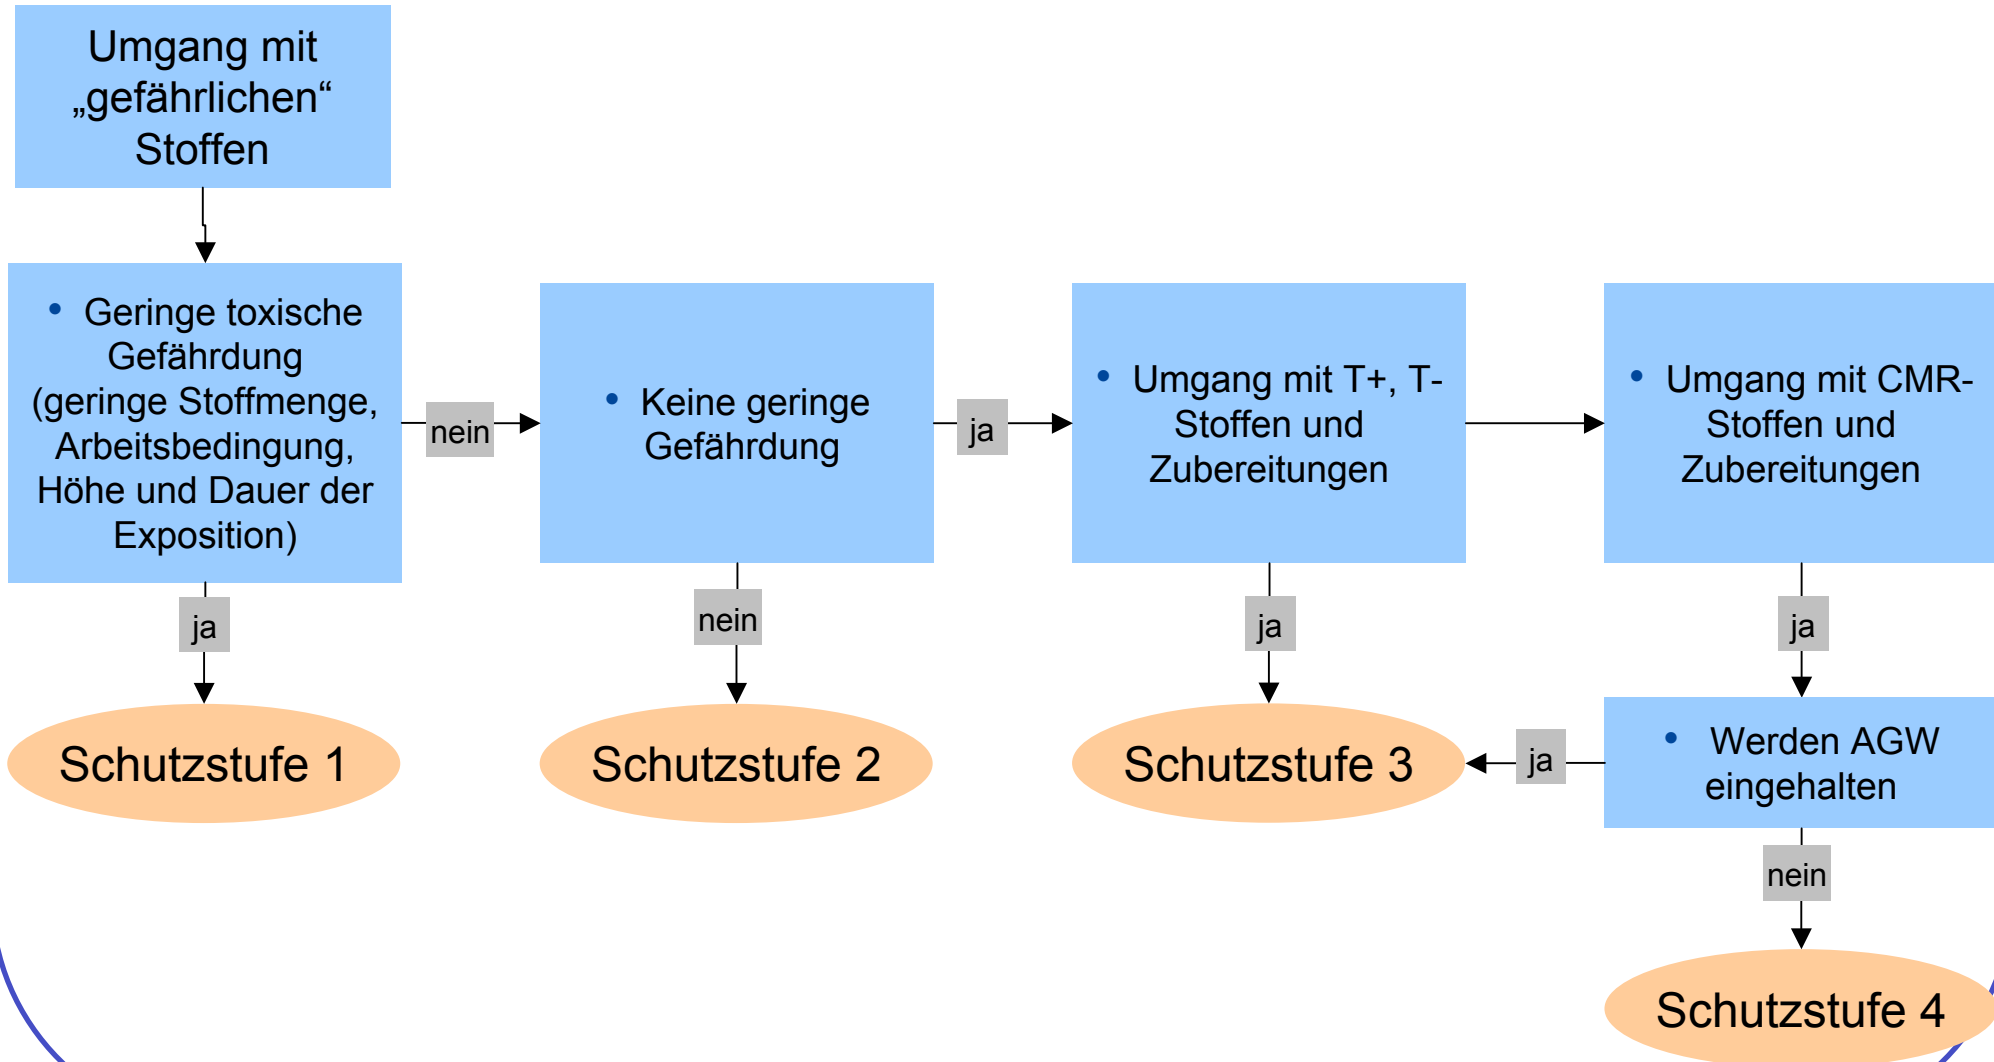 Umgang mit
„gefährlichen“
Stoffen
• Geringe toxische
Gefährdung
(geringe Stoffmenge,
Arbeitsbedingung,
Höhe und Dauer der
Exposition)
nein
• Keine geringe
Gefährdung
ja
• Umgang mit T+, T-
Stoffen und
Zubereitungen
• Umgang mit CMR-
Stoffen und
Zubereitungen
ja
nein
ja
ja
Schutzstufe 1
Schutzstufe 2
Schutzstufe 3
ja
• Werden AGW
eingehalten
nein
Schutzstufe 4